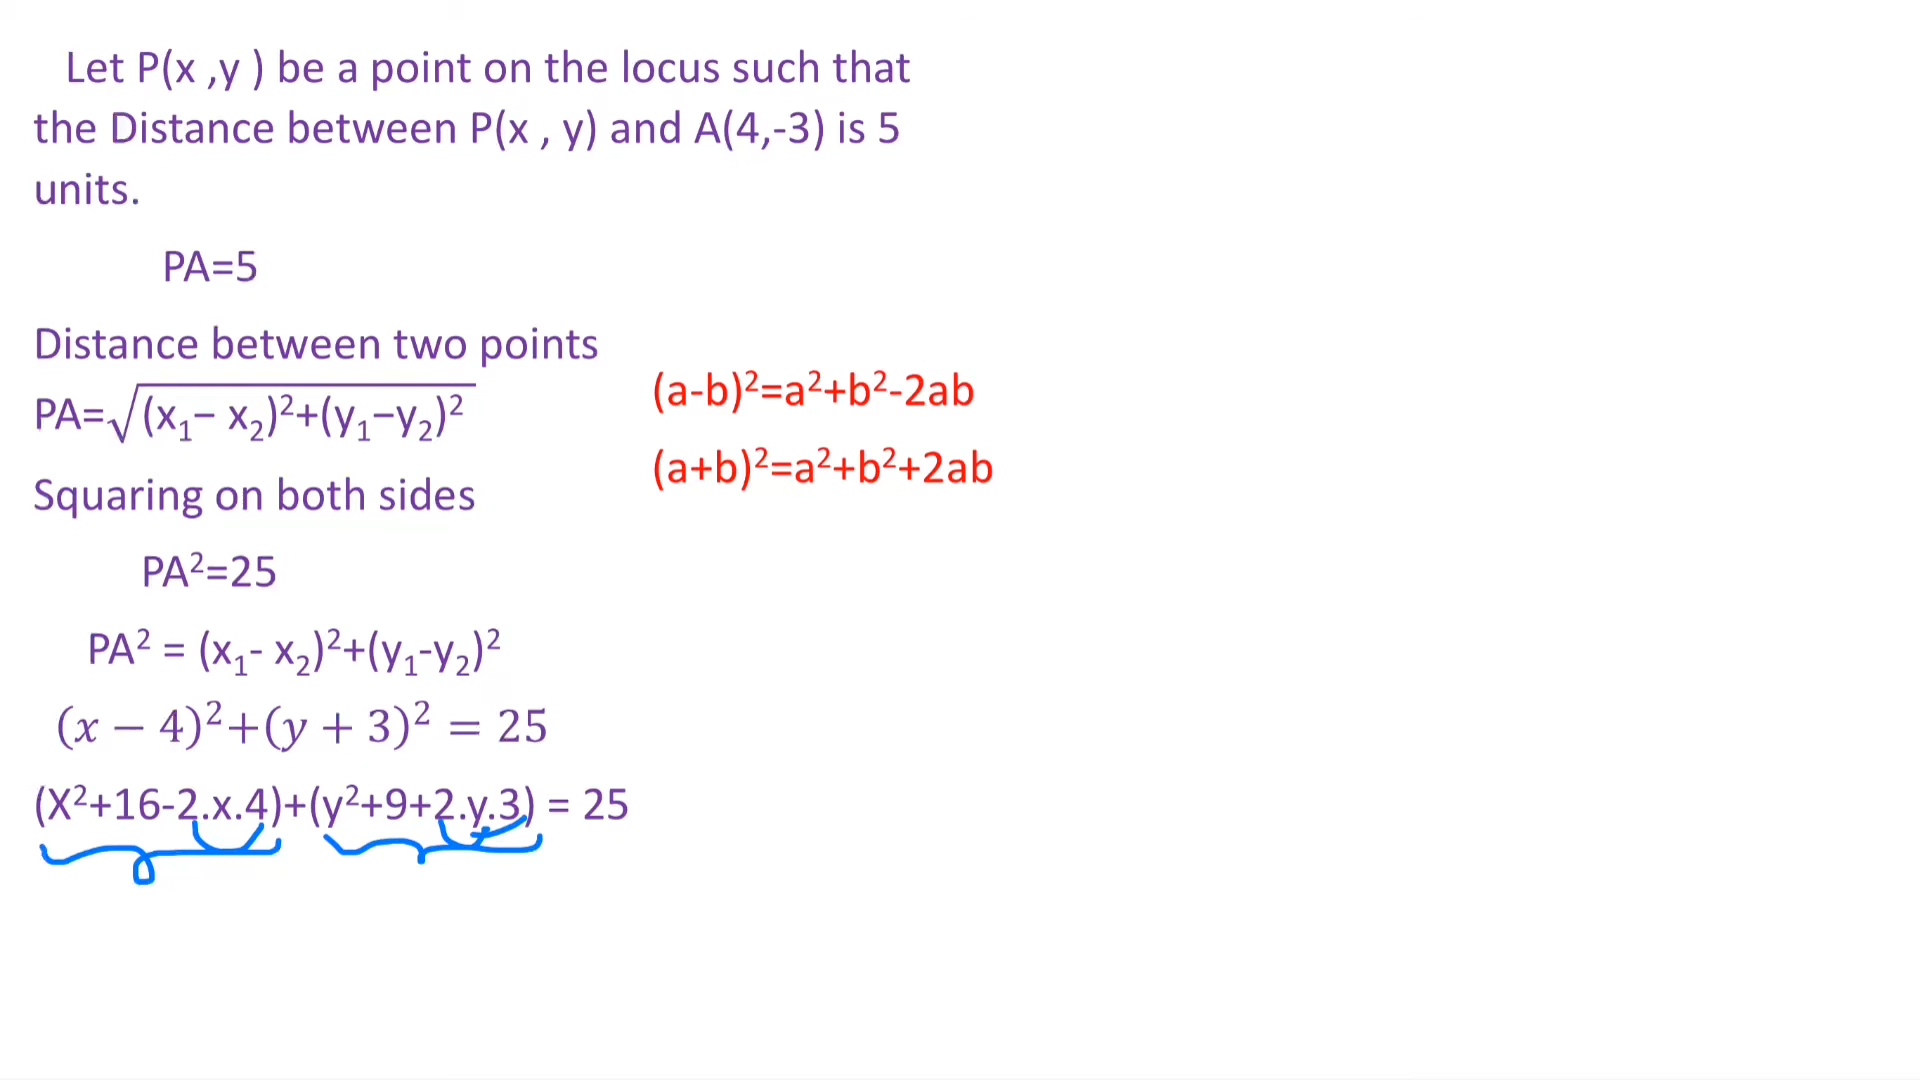 Let P(x ,y ) be a point on the locus such that
the Distance between P(x , y) and A(4,-3) is 5
units.
PA=5
Distance between two points
PA=√(x₁− x₂)²+(y₁−y₂)²
(a-b)²=a²+b²-2ab
(a+b)²=a²+b²+2ab
Squaring on both sides
PA²=25
PA² = (x₁- x₂)²+(y₁-y₂)²
(x − 4)²+(y + 3)² = 25
(X²+16-2.x.4)+(y²+9+2.y.3) = 25